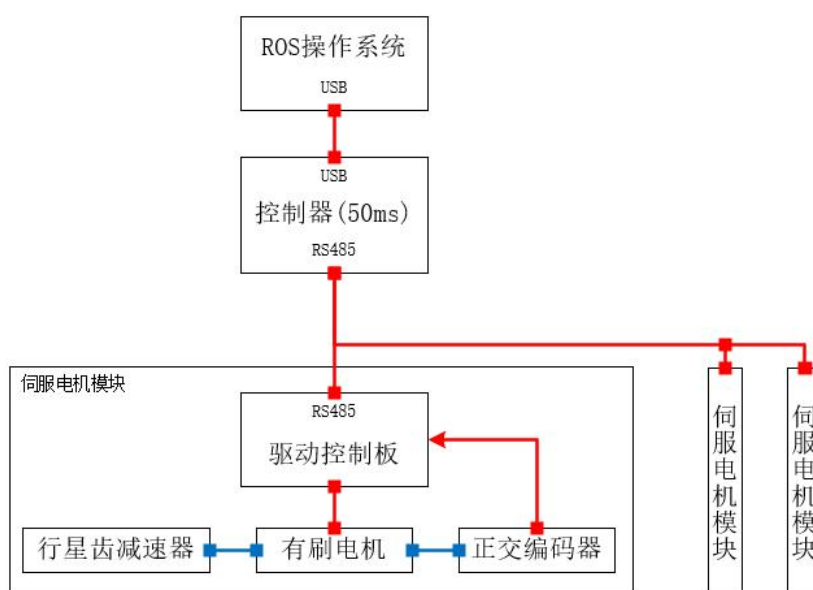 ROS操作系统
USB
USB
控制器(50ms)
RS485
伺服电机模块
RS485
驱动控制板
行星齿减速器
有刷电机
正交编码器
伺服电机模块
伺服电机模块